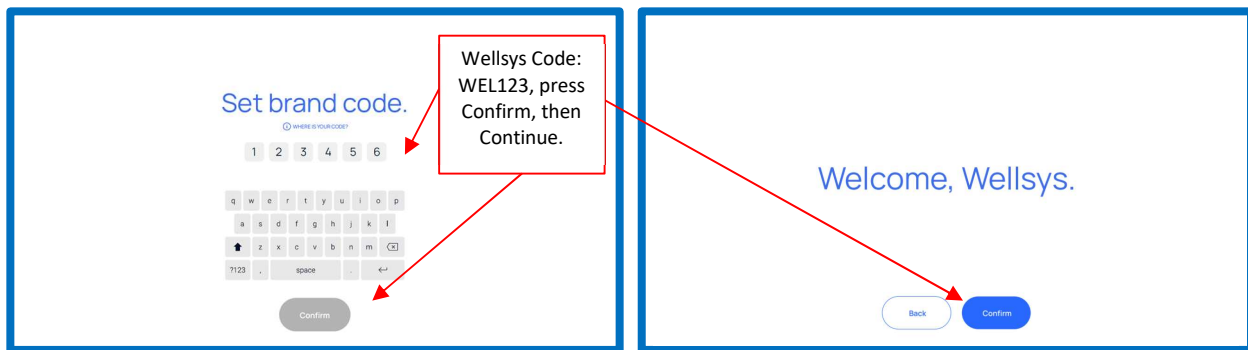 Set brand code.
WHERE IS YOUR CODE?
1 2 3 4 5 6
q w e r t y u i o p
a s d f g h j k l
z x c v b n m
?123 , space .
Confirm
Wellsys Code:
WEL123, press
Confirm, then
Continue.
Welcome, Wellsys.
Back Confirm